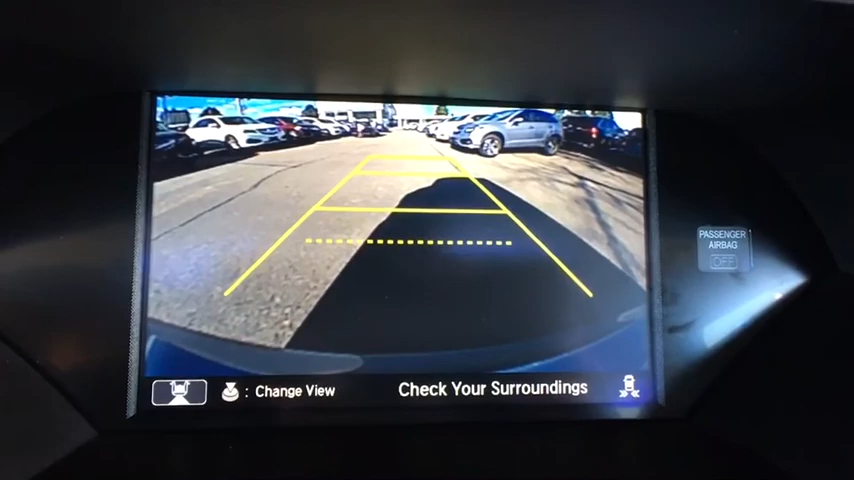 PASSENGER
AIRBAG
OFF
: Change View
Check Your Surroundings